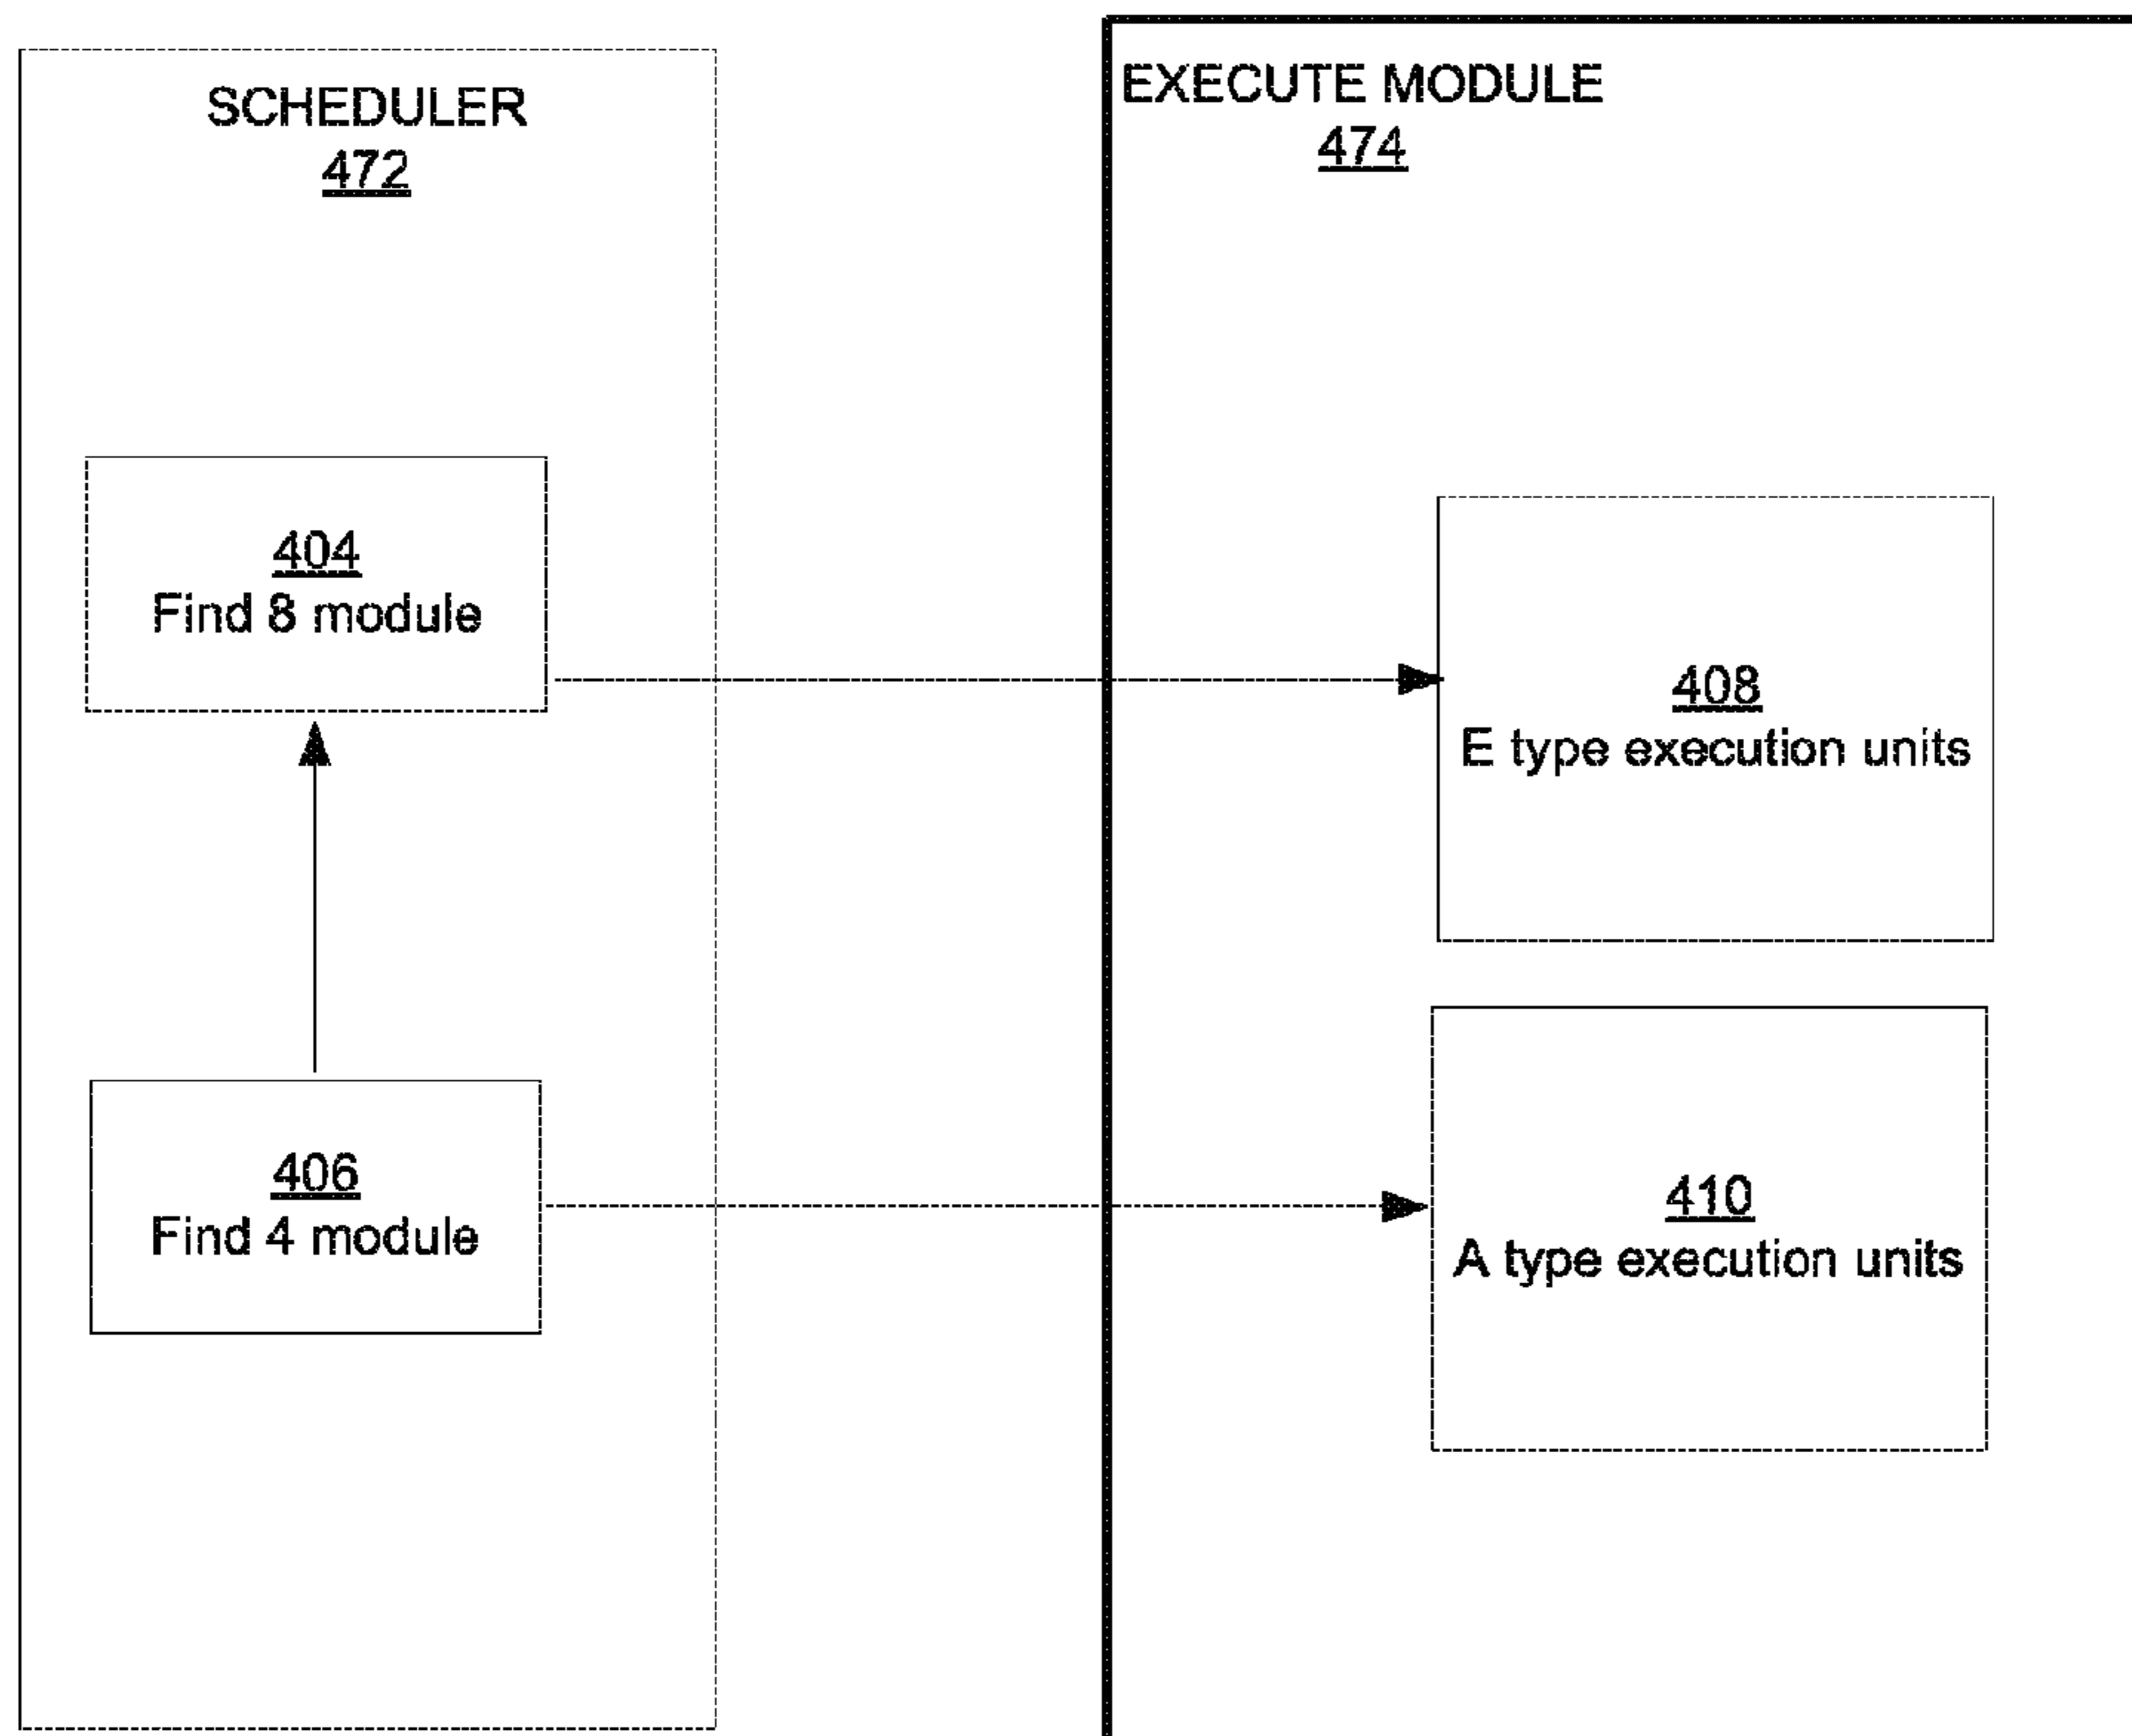 SCHEDULER
472
404
Find 8 module
406
Find 4 module
EXECUTE MODULE
474
408
E type execution units
410
A type execution units